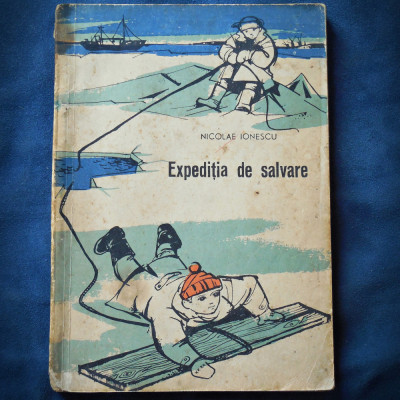 NICOLAE IONESCU
Expediția de salvare